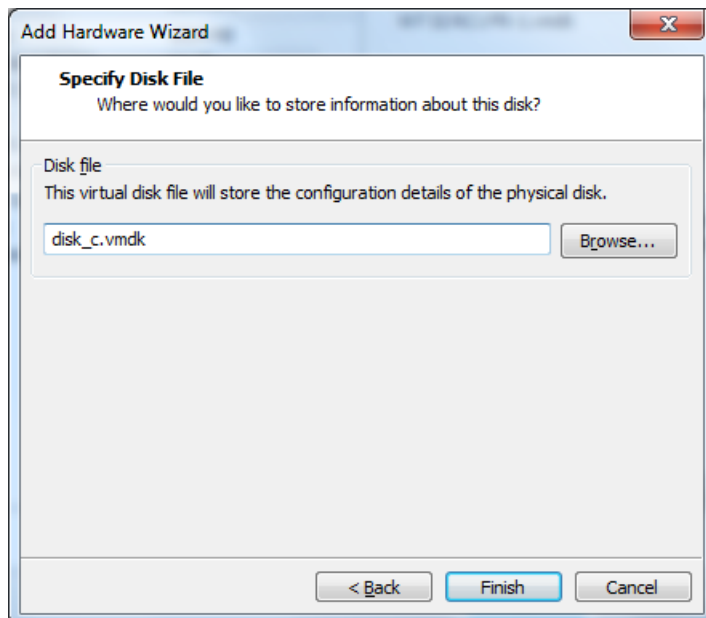 Add Hardware Wizard
Specify Disk File
Where would you like to store information about this disk?
Disk file
This virtual disk file will store the configuration details of the physical disk.
disk_c.vmdk
Browse...
< Back
Finish
Cancel